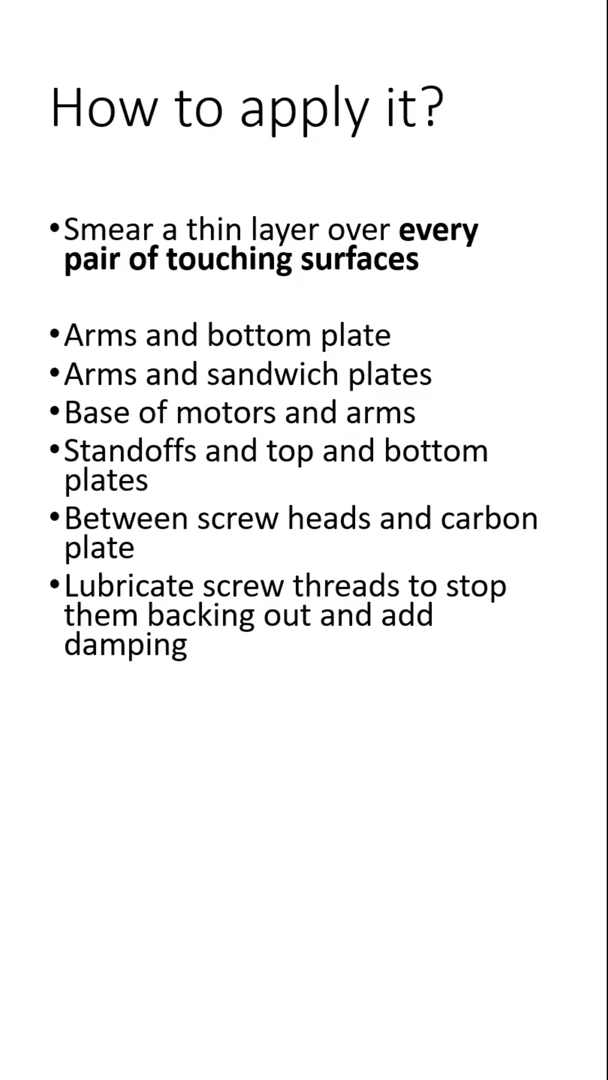 How to apply it?
•Smear a thin layer over every
pair of touching surfaces
•Arms and bottom plate
•Arms and sandwich plates
•Base of motors and arms
•Standoffs and top and bottom
plates
•Between screw heads and carbon
plate
•Lubricate screw threads to stop
them backing out and add
damping